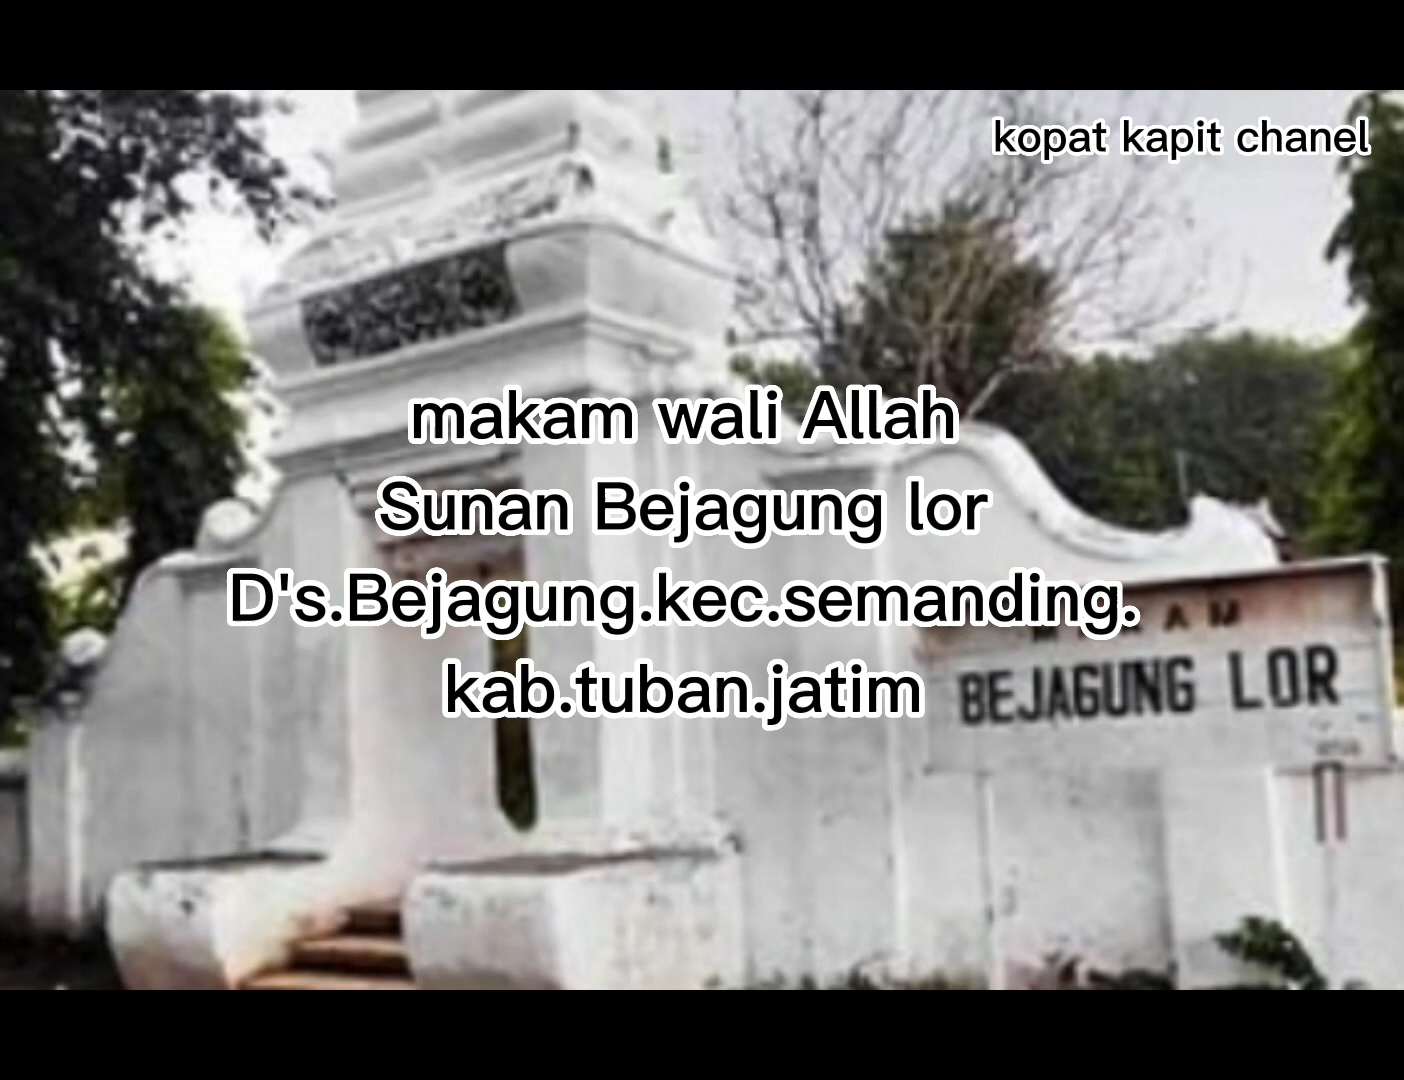 kopat kapit chanel
makam wali Allah
Sunan Bejagung lor
D's.Bejagung.kec.semanding.
kab.tuban.jatim
BEJAGUNG LOR